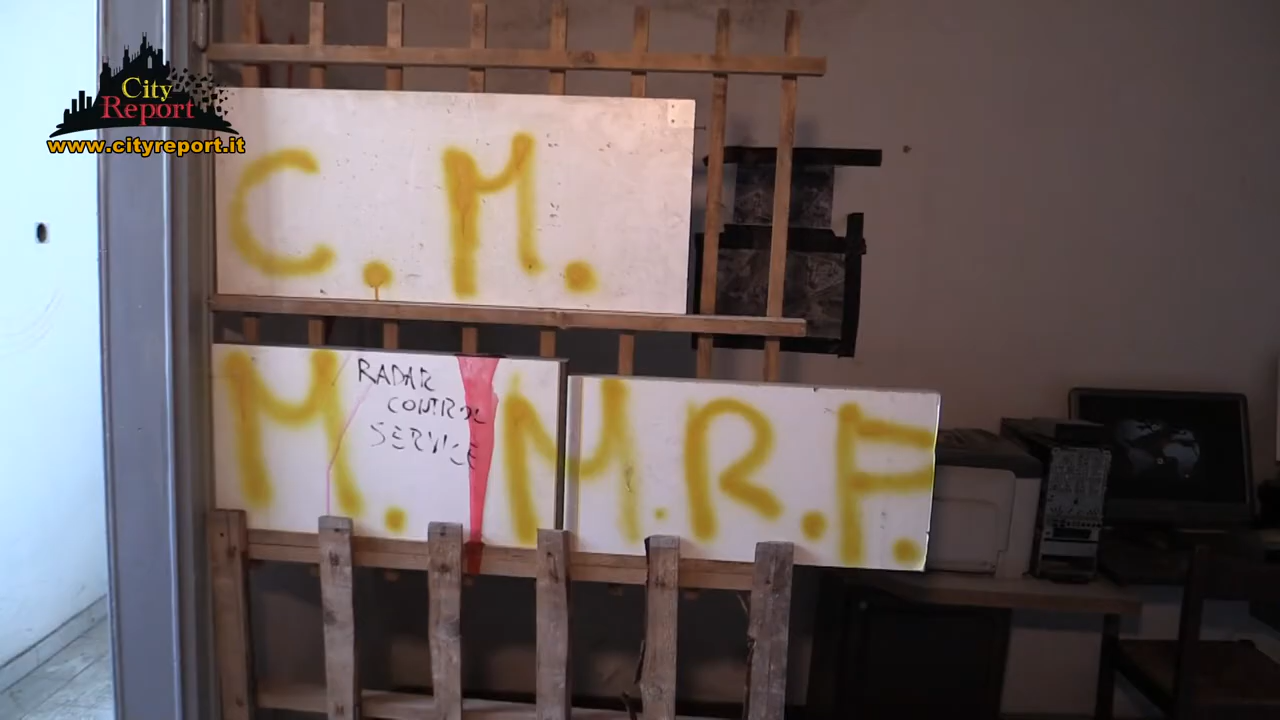 City
Report
www.cityreport.it
C.M.
M.M.R.F.
RADAR
CONTROL
SERVICE